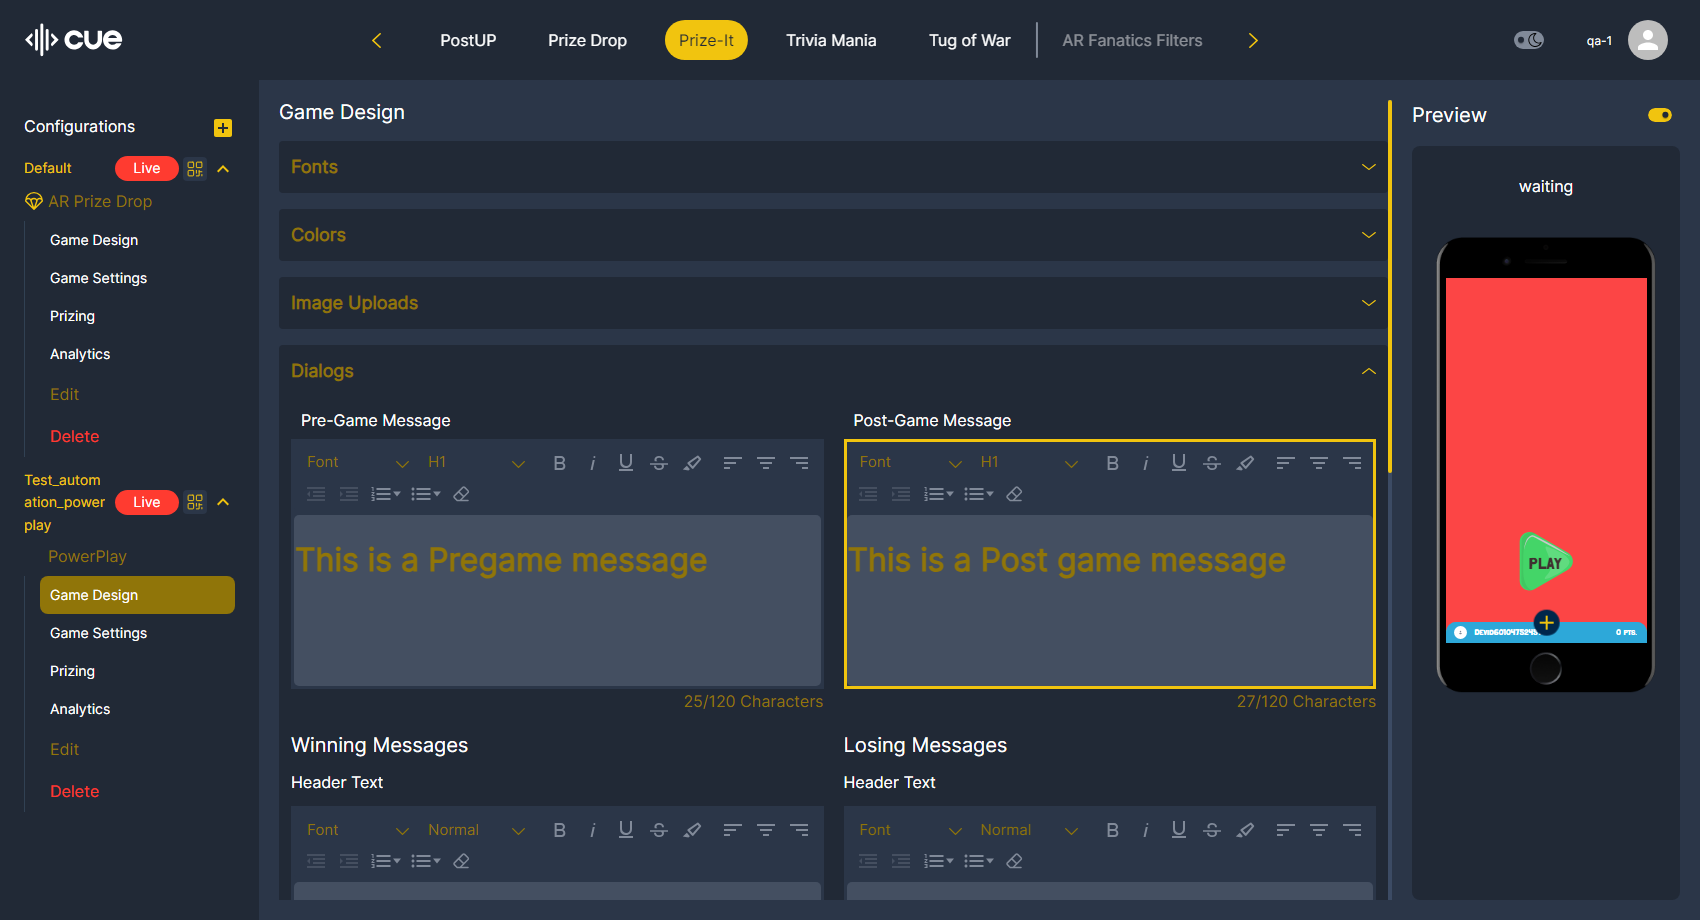 cue
PostUP
Prize Drop
Prize-It
Trivia Mania
Tug of War
AR Fanatics Filters
qa-1
Configurations
Default
Live
AR Prize Drop
Game Design
Game Settings
Prizing
Analytics
Edit
Delete
Test_autom
ation_power
play
Live
PowerPlay
Game Design
Game Settings
Prizing
Analytics
Edit
Delete
Game Design
Fonts
Colors
Image Uploads
Dialogs
Pre-Game Message
Font
H1
This is a Pregame message
25/120 Characters
Post-Game Message
Font
H1
This is a Post game message
27/120 Characters
Winning Messages
Header Text
Font
Normal
Losing Messages
Header Text
Font
Normal
Preview
waiting
PLAY
0 PTS.